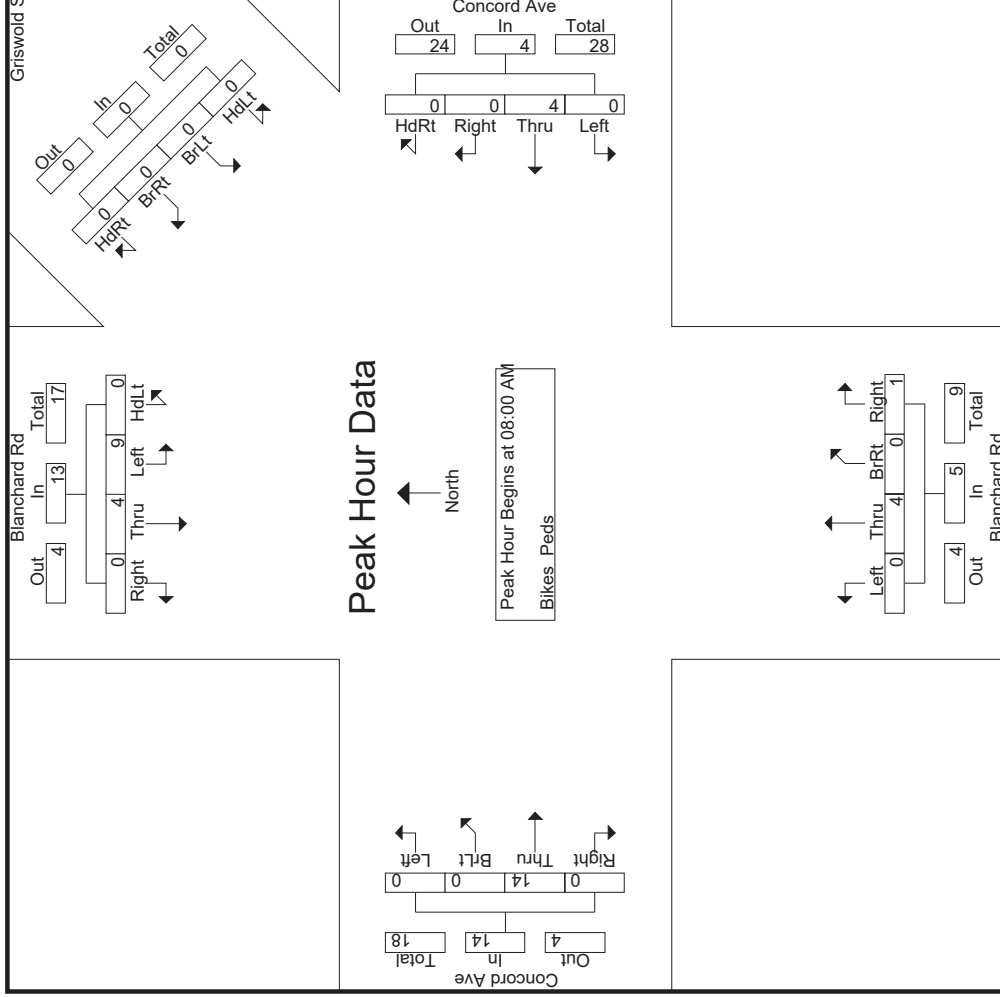 Griswold S
Out
In
Total
0
0
0
0
0
0
0
HdRt
BrRt
BrLt
HdLt
Concord Ave
Out
In
Total
24
4
28
0
0
4
0
HdRt
Right
Thru
Left
Blanchard Rd
Out
In
Total
4
13
17
0
4
9
0
Right
Thru
Left
HdLt
Peak Hour Data
North
Peak Hour Begins at 08:00 AM
Bikes Peds
Left
Thru
BrRt
Right
0
4
0
1
4
5
9
Out
In
Total
Blanchard Rd
Left
BrLt
Thru
Right
0
0
14
0
18
14
4
Total
In
Out
Concord Ave